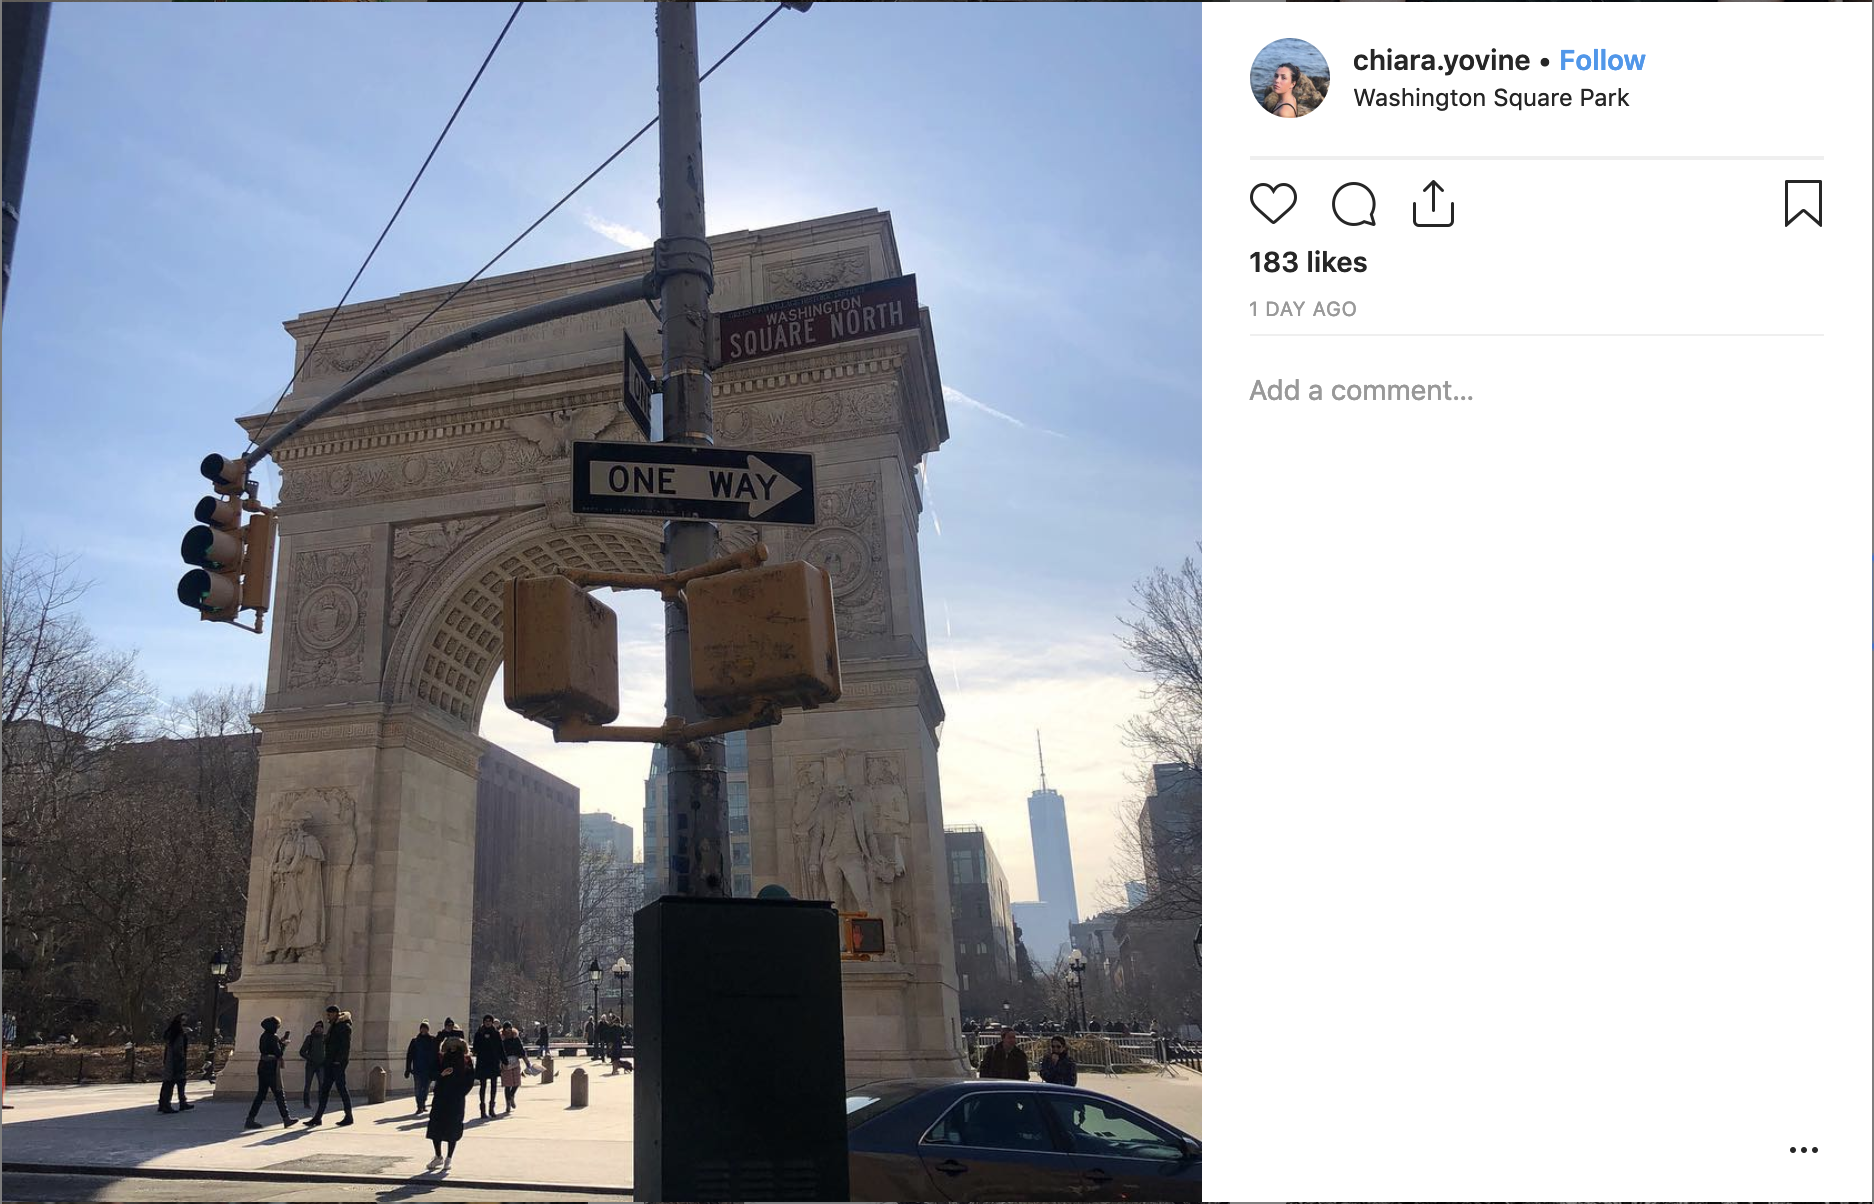 WASHINGTON
SQUARE NORTH
ONE WAY
chiara.yovine • Follow
Washington Square Park
183 likes
1 DAY AGO
Add a comment...